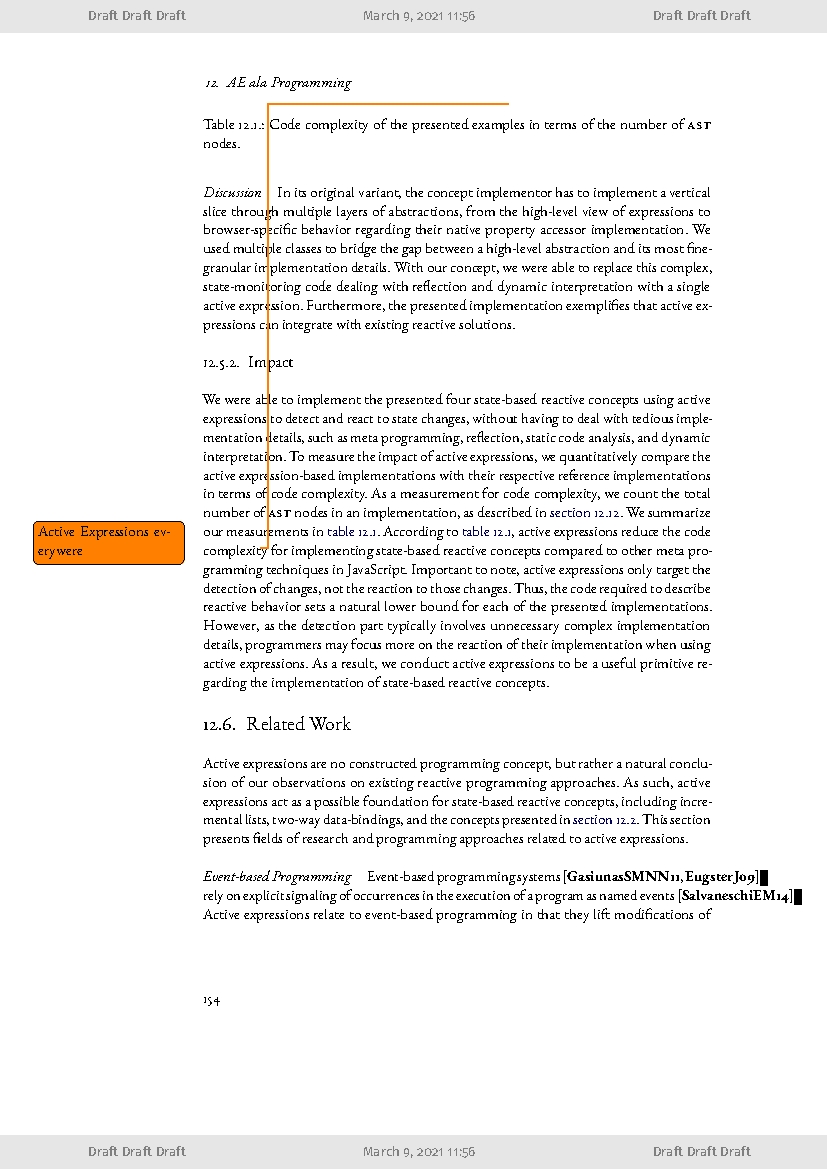 Draft Draft Draft March 9, 2021 11:56 Draft Draft Draft
12. AE ala Programming
Table 12.1.: Code complexity of the presented examples in terms of the number of AST
nodes.
Discussion In its original variant, the concept implementor has to implement a vertical
slice through multiple layers of abstractions, from the high-level view of expressions to
browser-specific behavior regarding their native property accessor implementation. We
used multiple classes to bridge the gap between a high-level abstraction and its most fine-
granular implementation details. With our concept, we were able to replace this complex,
state-monitoring code dealing with reflection and dynamic interpretation with a single
active expression. Furthermore, the presented implementation exemplifies that active ex-
pressions can integrate with existing reactive solutions.
12.5.2. Impact
We were able to implement the presented four state-based reactive concepts using active
expressions to detect and react to state changes, without having to deal with tedious imple-
mentation details, such as meta programming, reflection, static code analysis, and dynamic
interpretation. To measure the impact of active expressions, we quantitatively compare the
active expression-based implementations with their respective reference implementations
in terms of code complexity. As a measurement for code complexity, we count the total
number of AST nodes in an implementation, as described in section 12.12. We summarize
our measurements in table 12.1. According to table 12.1, active expressions reduce the code
complexity for implementing state-based reactive concepts compared to other meta pro-
gramming techniques in JavaScript. Important to note, active expressions only target the
detection of changes, not the reaction to those changes. Thus, the code required to describe
reactive behavior sets a natural lower bound for each of the presented implementations.
However, as the detection part typically involves unnecessary complex implementation
details, programmers may focus more on the reaction of their implementation when using
active expressions. As a result, we conduct active expressions to be a useful primitive re-
garding the implementation of state-based reactive concepts.
Active Expressions ev-
erywere
12.6. Related Work
Active expressions are no constructed programming concept, but rather a natural conclu-
sion of our observations on existing reactive programming approaches. As such, active
expressions act as a possible foundation for state-based reactive concepts, including incre-
mental lists, two-way data-bindings, and the concepts presented in section 12.2. This section
presents fields of research and programming approaches related to active expressions.
Event-based Programming Event-based programming systems [GasiunasSMNN11, EugsterJ09]
rely on explicit signaling of occurrences in the execution of a program as named events [SalvaneschiEM14]
Active expressions relate to event-based programming in that they lift modifications of
154
Draft Draft Draft March 9, 2021 11:56 Draft Draft Draft